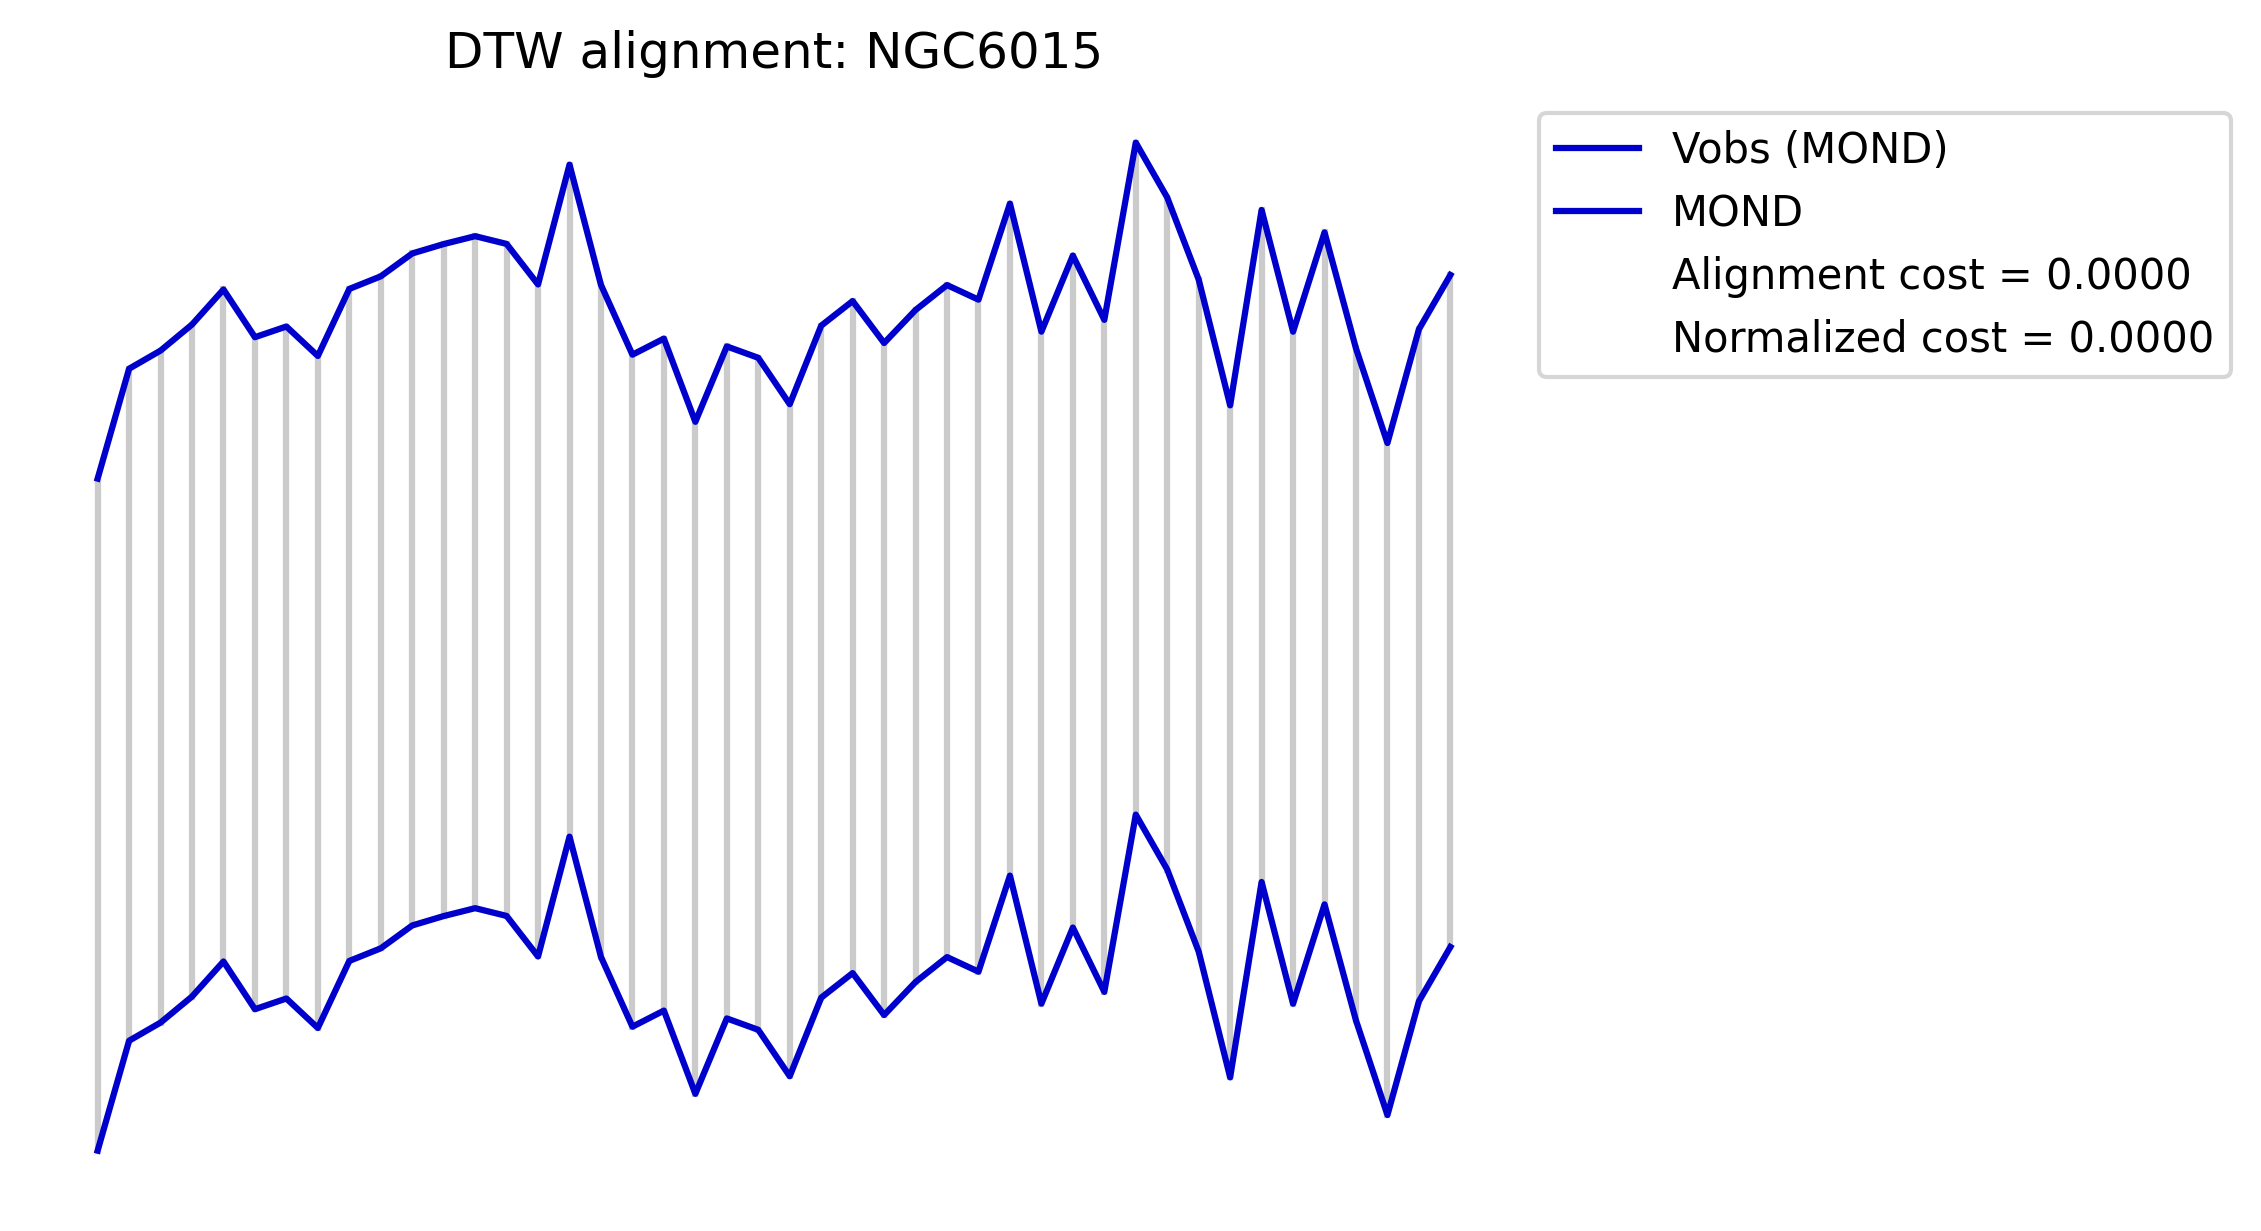 DTW alignment: NGC6015
Vobs (MOND)
MOND
Alignment cost = 0.0000
Normalized cost = 0.0000